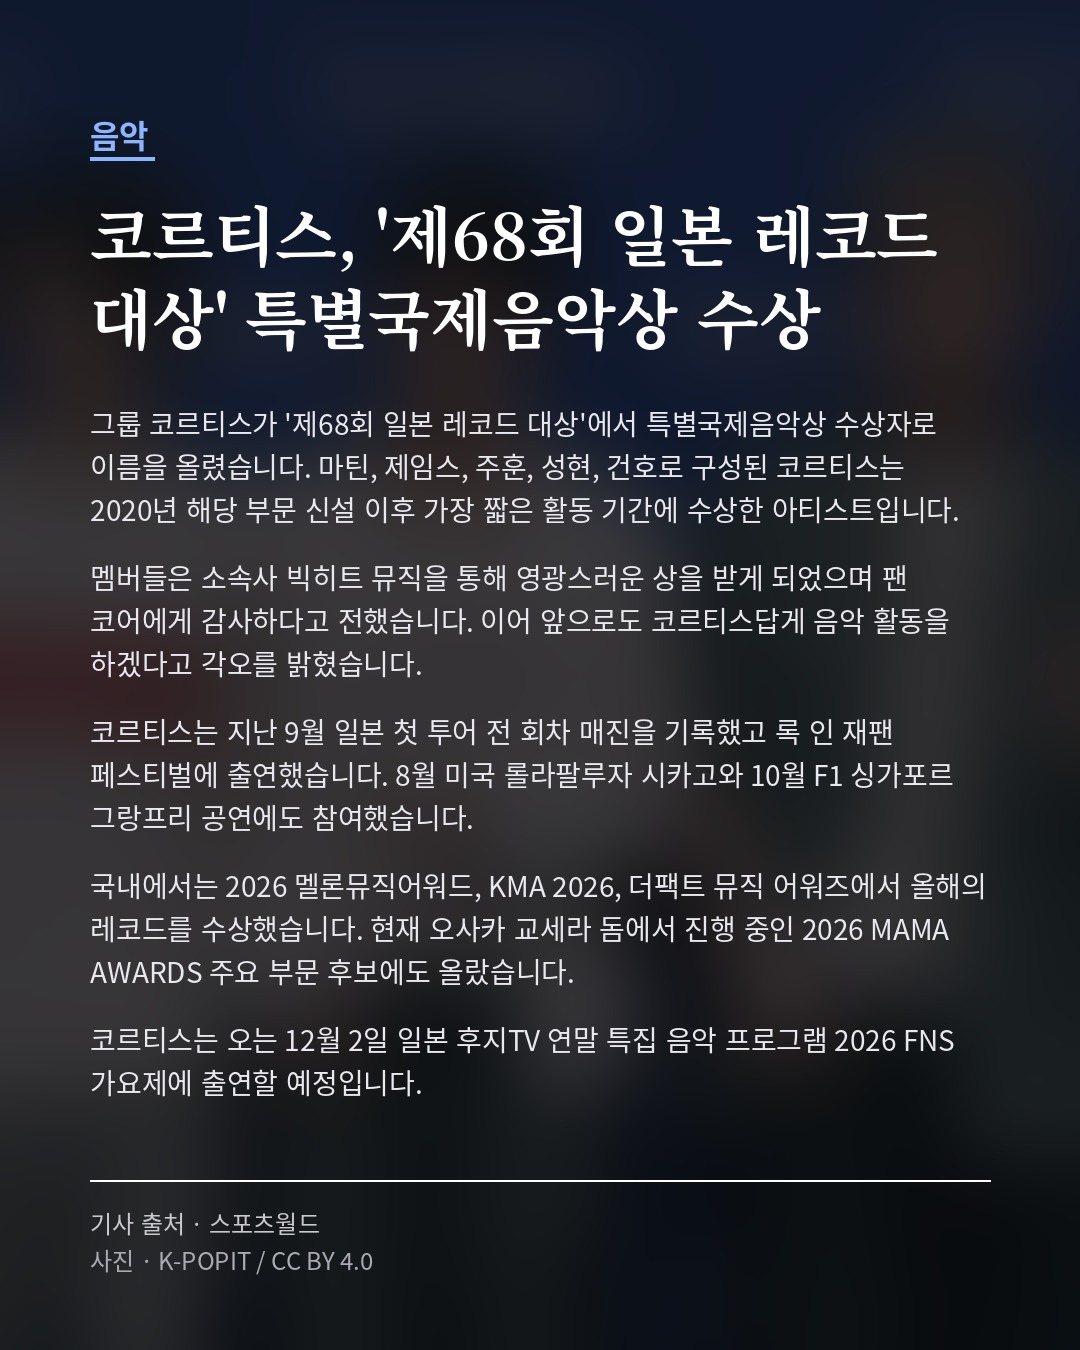 음악
코르티스, '제68회 일본 레코드
대상' 특별국제음악상 수상
그룹 코르티스가 '제68회 일본 레코드 대상'에서 특별국제음악상 수상자로
이름을 올렸습니다. 마틴, 제임스, 주훈, 성현, 건호로 구성된 코르티스는
2020년 해당 부문 신설 이후 가장 짧은 활동 기간에 수상한 아티스트입니다.
멤버들은 소속사 빅히트 뮤직을 통해 영광스러운 상을 받게 되었으며 팬
코어에게 감사하다고 전했습니다. 이어 앞으로도 코르티스답게 음악 활동을
하겠다고 각오를 밝혔습니다.
코르티스는 지난 9월 일본 첫 투어 전 회차 매진을 기록했고 록 인 재팬
페스티벌에 출연했습니다. 8월 미국 롤라팔루자 시카고와 10월 F1 싱가포르
그랑프리 공연에도 참여했습니다.
국내에서는 2026 멜론뮤직어워드, KMA 2026, 더팩트 뮤직 어워즈에서 올해의
레코드를 수상했습니다. 현재 오사카 교세라 돔에서 진행 중인 2026 MAMA
AWARDS 주요 부문 후보에도 올랐습니다.
코르티스는 오는 12월 2일 일본 후지TV 연말 특집 음악 프로그램 2026 FNS
가요제에 출연할 예정입니다.
기사 출처 · 스포츠월드
사진 · K-POPIT / CC BY 4.0